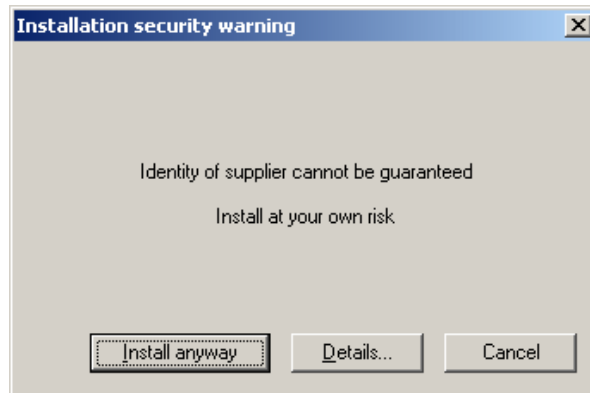 Installation security warning
Identity of supplier cannot be guaranteed
Install at your own risk
Install anyway
Details...
Cancel